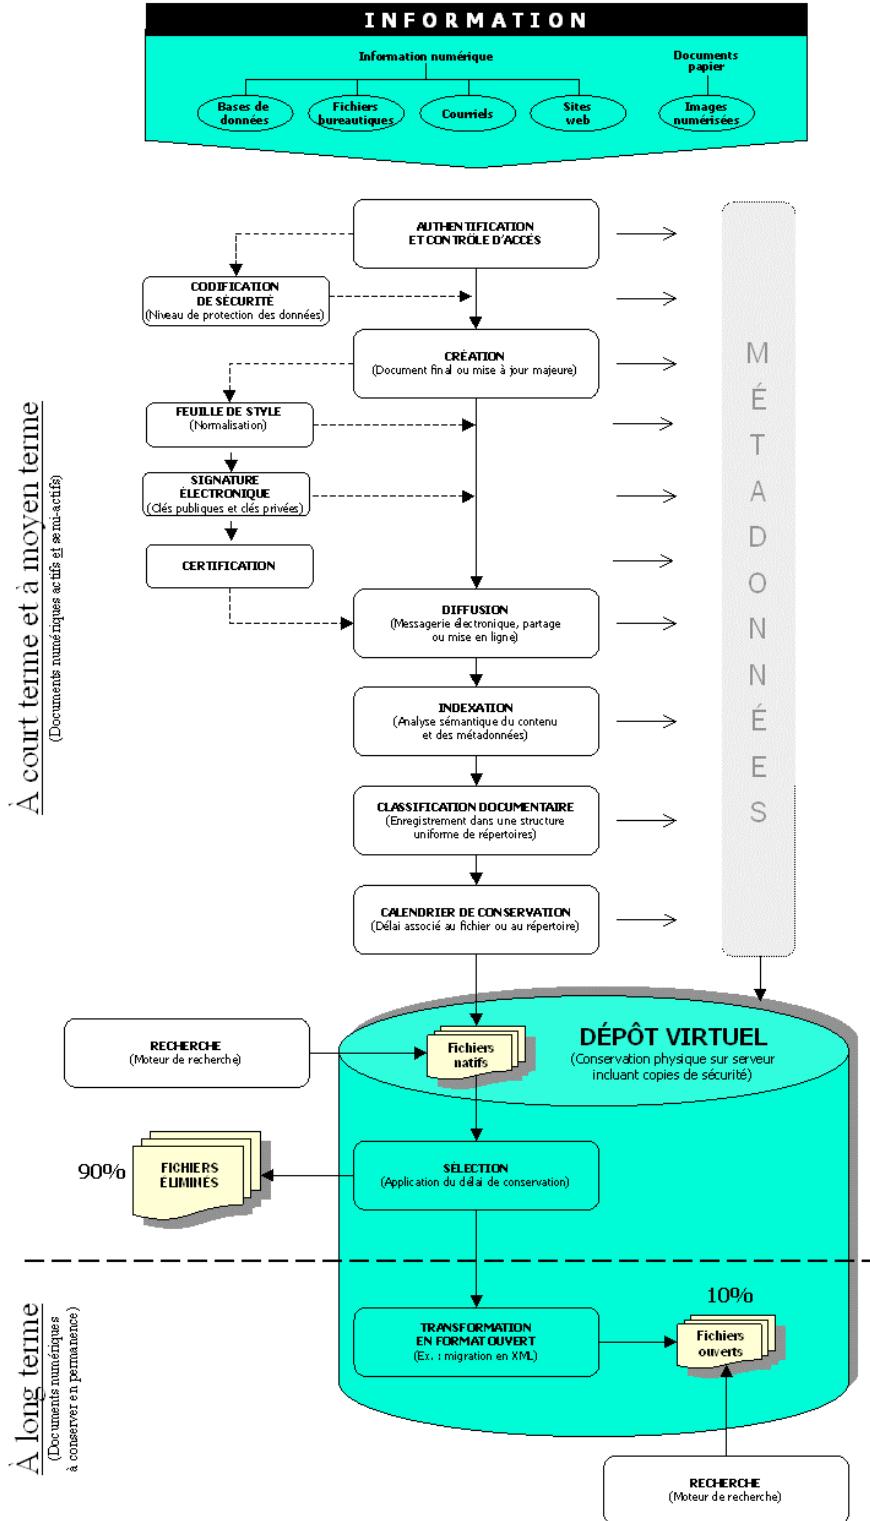 INFORMATION
Information numérique
Documents
papier
Bases de
données
Fichiers
bureautiques
Courriels
Sites
web
Images
numérisées
AUTHENTIFICATION
ET CONTRÔLE D'ACCÈS
CODIFICATION
DE SÉCURITÉ
(Niveau de protection des données)
CRÉATION
(Document final ou mise à jour majeure)
FEUILLE DE STYLE
(Normalisation)
SIGNATURE
ÉLECTRONIQUE
(Clés publiques et clés privées)
CERTIFICATION
DIFFUSION
(Messagerie électronique, partage
ou mise en ligne)
INDEXATION
(Analyse sémantique du contenu
et des métadonnées)
CLASSIFICATION DOCUMENTAIRE
(Enregistrement dans une structure
uniforme de répertoires)
CALENDRIER DE CONSERVATION
(Délai associé au fichier ou au répertoire)
MÉTADONNÉES
À court terme et à moyen terme
(Documents numériques actifs et semi-actifs)
RECHERCHE
(Moteur de recherche)
Fichiers
natifs
DÉPÔT VIRTUEL
(Conservation physique sur serveur
incluant copies de sécurité)
90%
FICHIERS
ÉLIMINÉS
SÉLECTION
(Application du délai de conservation)
À long terme
(Documents numériques
à conserver en permanence)
TRANSFORMATION
EN FORMAT OUVERT
(Ex. : migration en XML)
10%
Fichiers
ouverts
RECHERCHE
(Moteur de recherche)